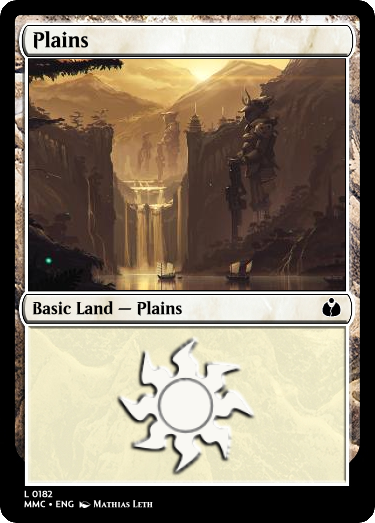 Plains
Basic Land — Plains
L 0182
MMC • ENG Mathias Leth